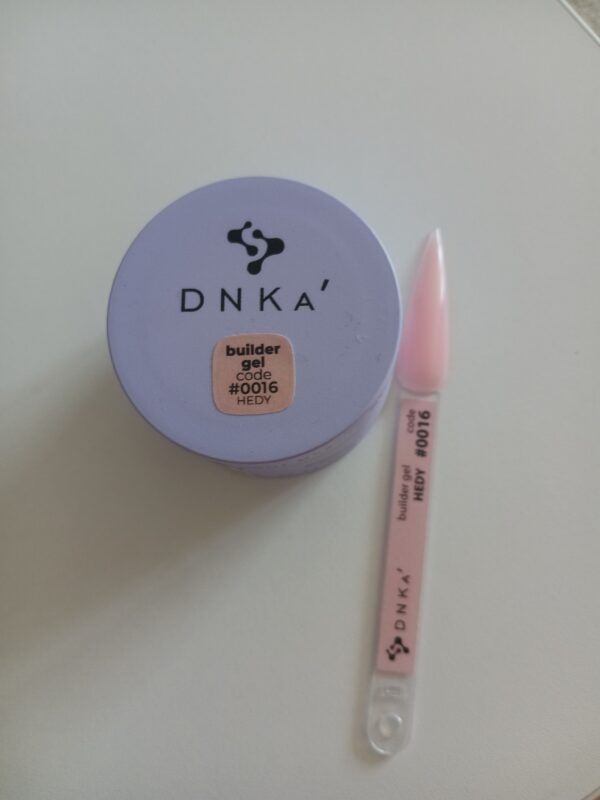 DNKA'
builder
gel
code
#0016
HEDY
code
#0016
builder gel
HEDY
DNKA'